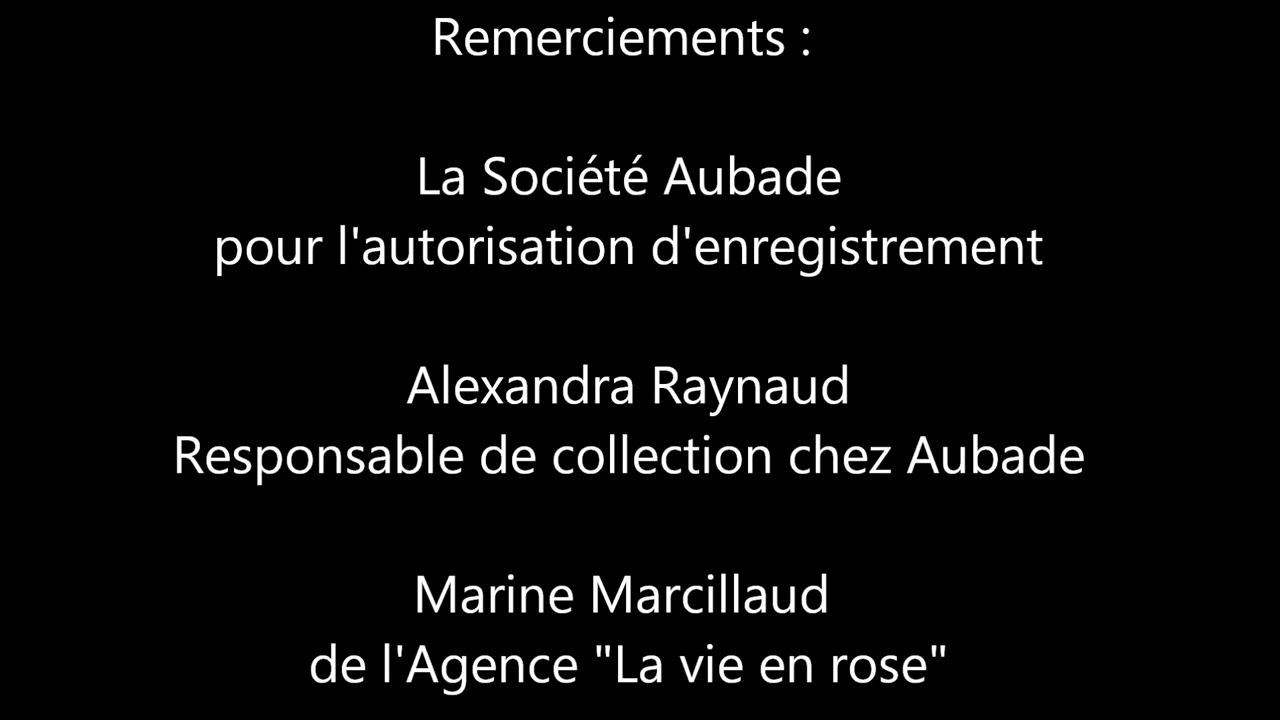 Remerciements :
La Société Aubade
pour l'autorisation d'enregistrement
Alexandra Raynaud
Responsable de collection chez Aubade
Marine Marcillaud
de l'Agence "La vie en rose"